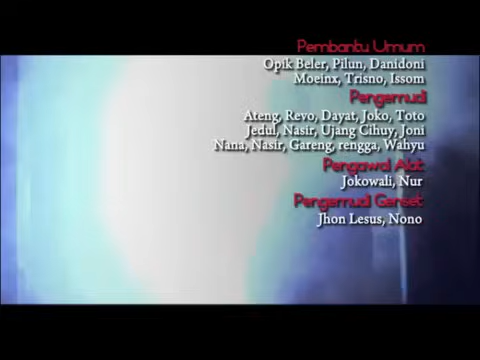 Pembantu Umum
Opik Beler, Pilun, Danidoni
Moeinx, Trisno, Issom
Pengemudi
Ateng, Revo, Dayat, Joko, Toto
Jedul, Nasir, Ujang Cihuy, Joni
Nana, Nasir, Gareng, rengga, Wahyu
Pengawal Alat
Jokowali, Nur
Pengemudi Genset
Jhon Lesus, Nono